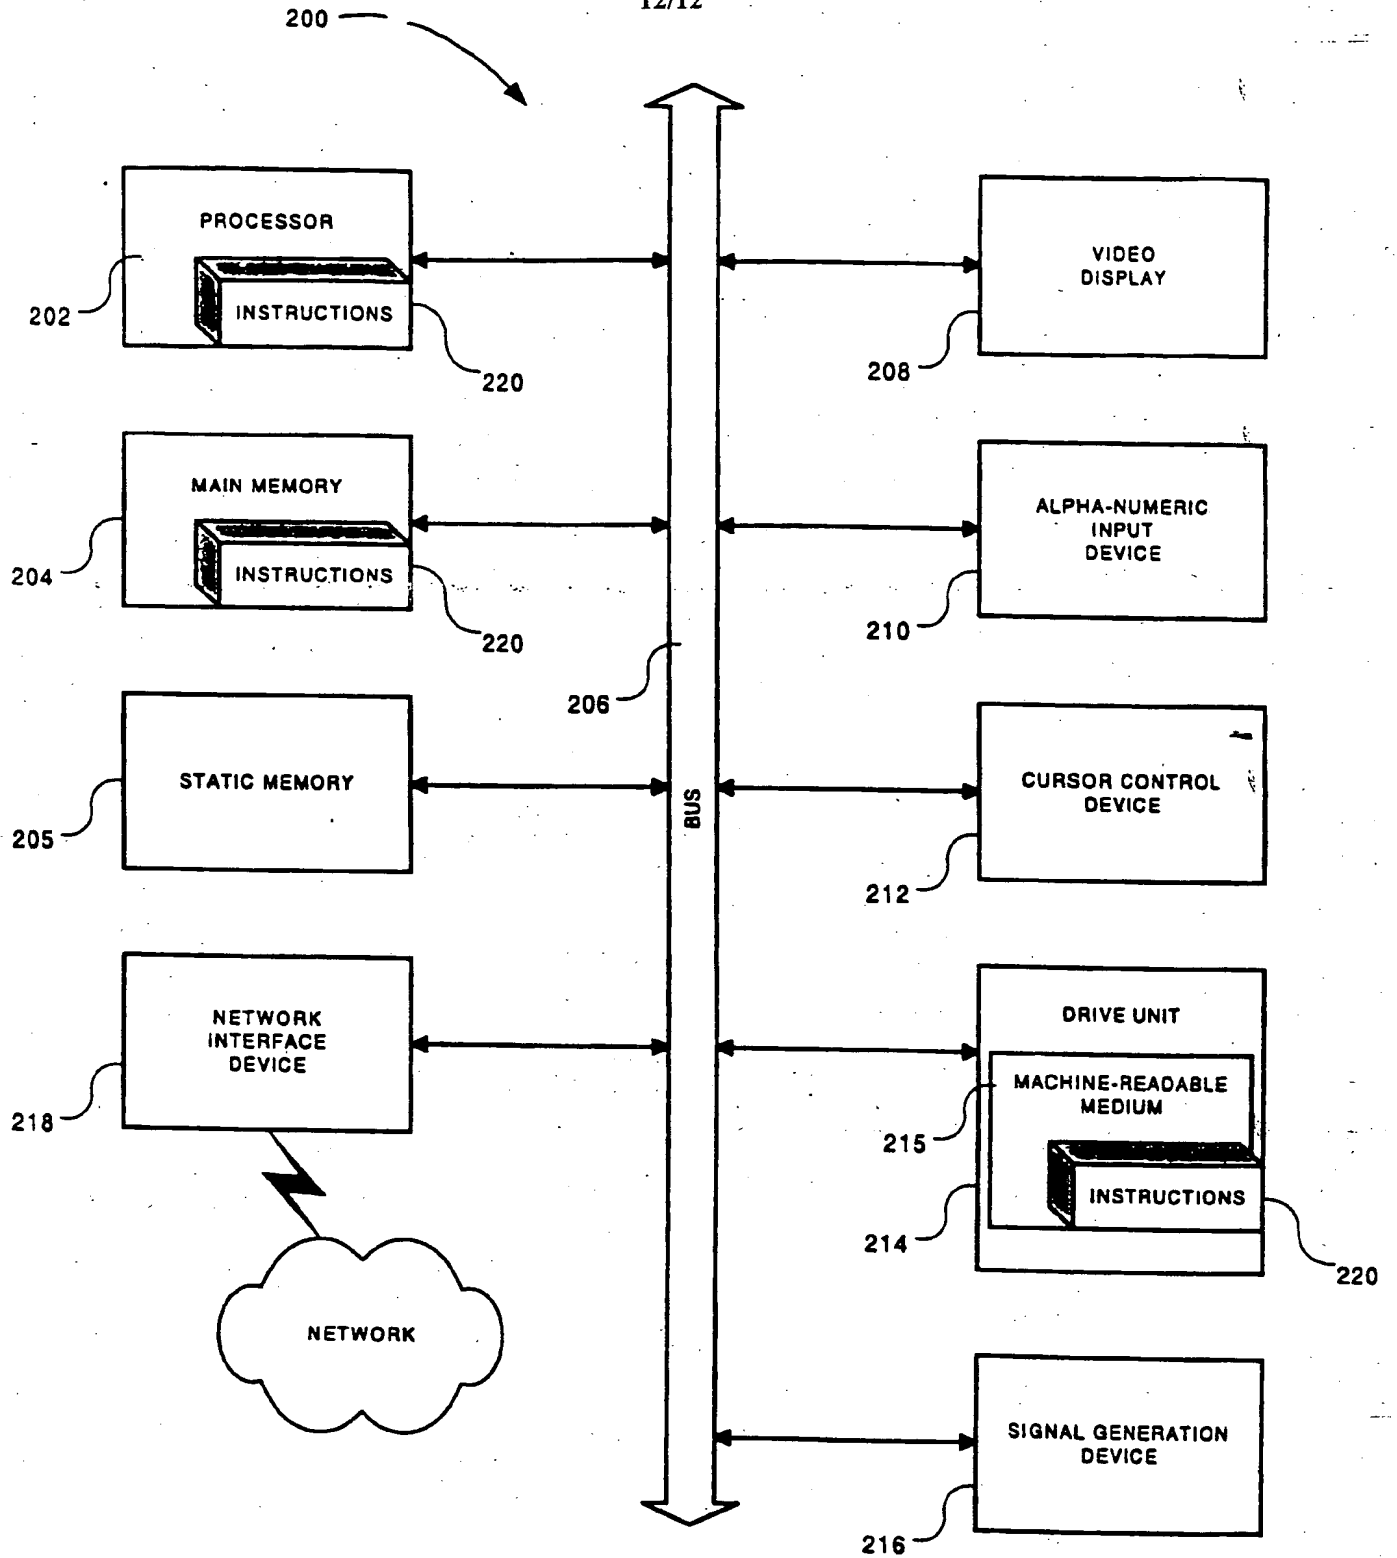 12/12
200
PROCESSOR
INSTRUCTIONS
202
220
MAIN MEMORY
INSTRUCTIONS
204
220
STATIC MEMORY
205
NETWORK
INTERFACE
DEVICE
218
NETWORK
206
BUS
VIDEO
DISPLAY
208
ALPHA-NUMERIC
INPUT
DEVICE
210
CURSOR CONTROL
DEVICE
212
DRIVE UNIT
MACHINE-READABLE
MEDIUM
215
INSTRUCTIONS
214
220
SIGNAL GENERATION
DEVICE
216